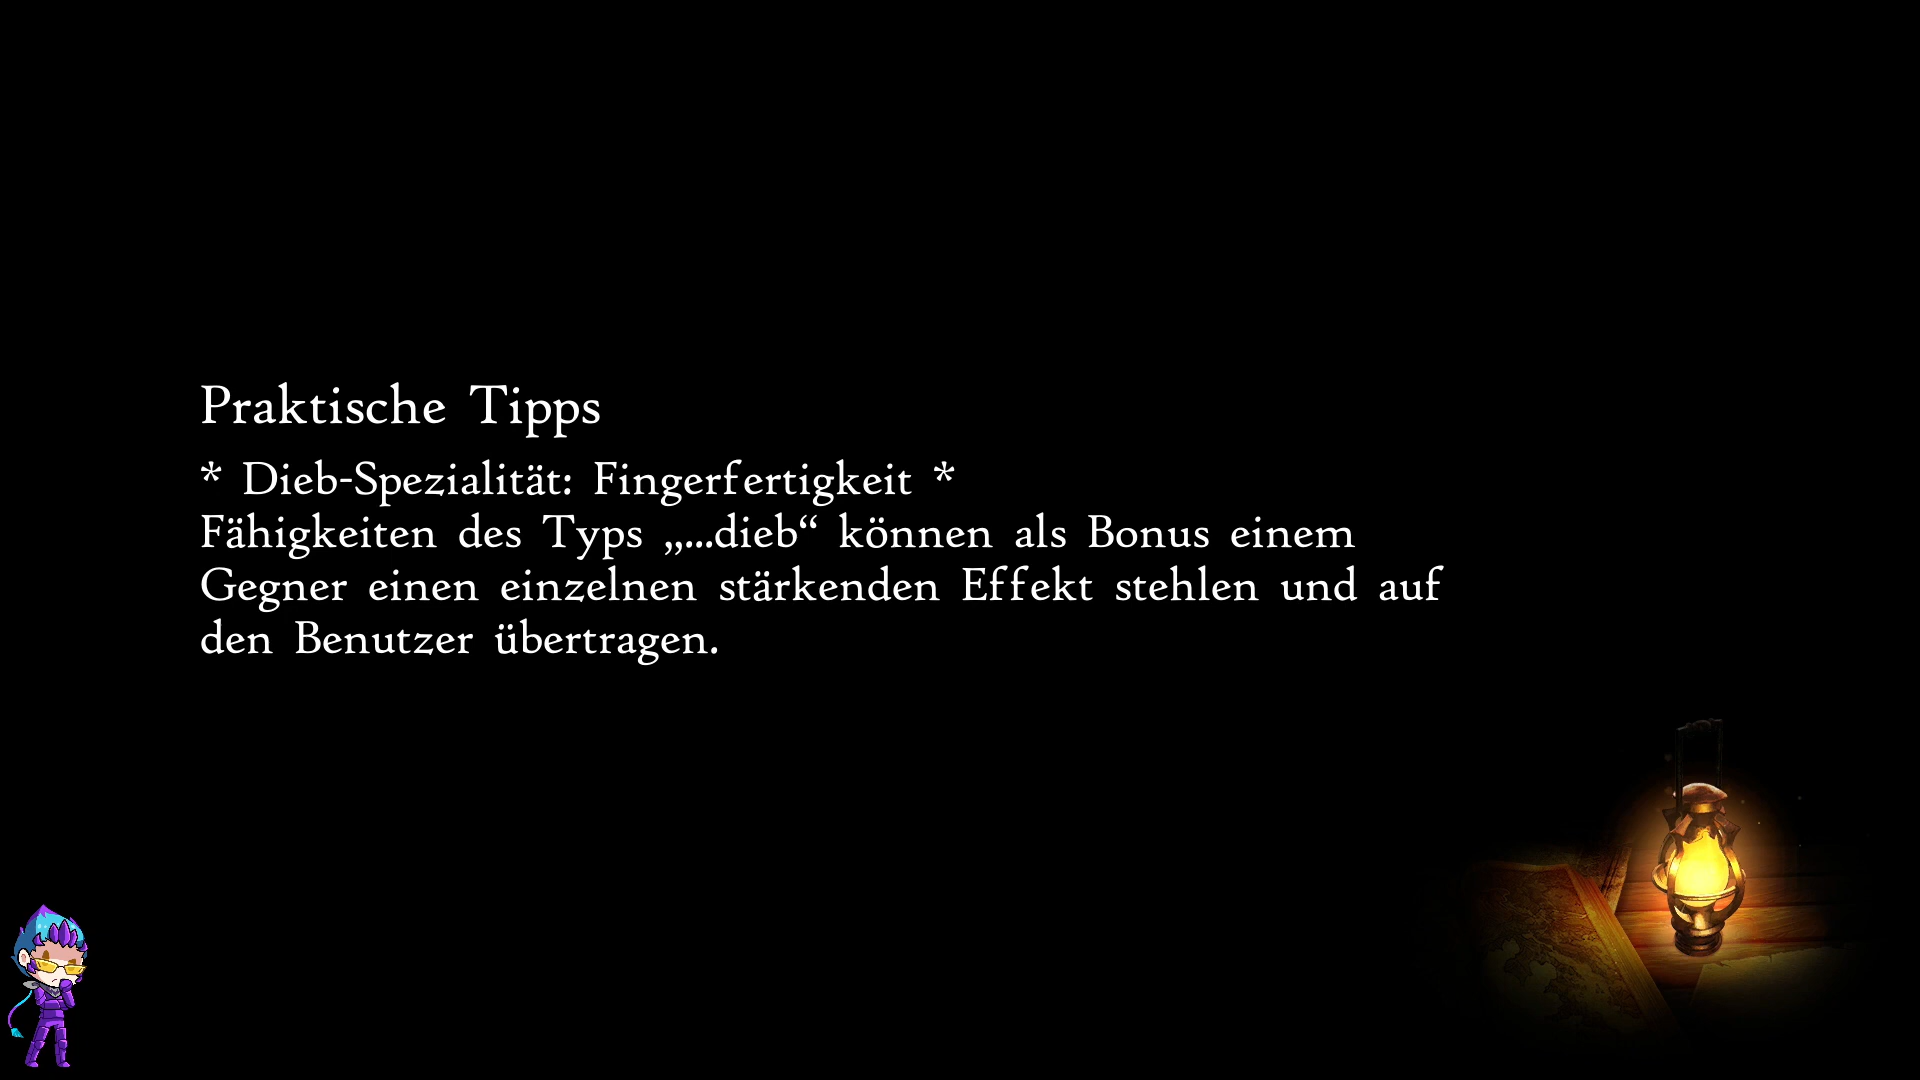 Praktische Tipps
* Dieb-Spezialität: Fingerfertigkeit *
Fähigkeiten des Typs „...dieb“ können als Bonus einem
Gegner einen einzelnen stärkenden Effekt stehlen und auf
den Benutzer übertragen.